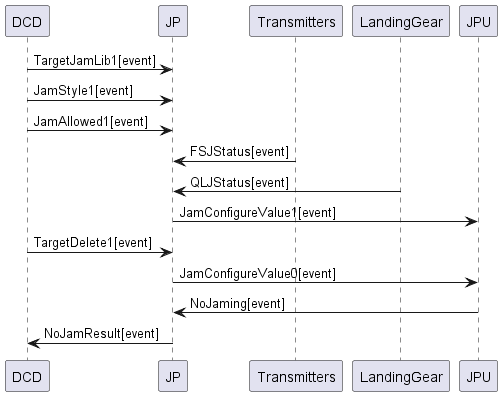 DCD JP Transmitters LandingGear JPU
TargetJamLib1[event]
JamStyle1[event]
JamAllowed1[event]
FSJStatus[event]
QLJStatus[event]
JamConfigureValue1[event]
TargetDelete1[event]
JamConfigureValue0[event]
NoJaming[event]
NoJamResult[event]
DCD JP Transmitters LandingGear JPU